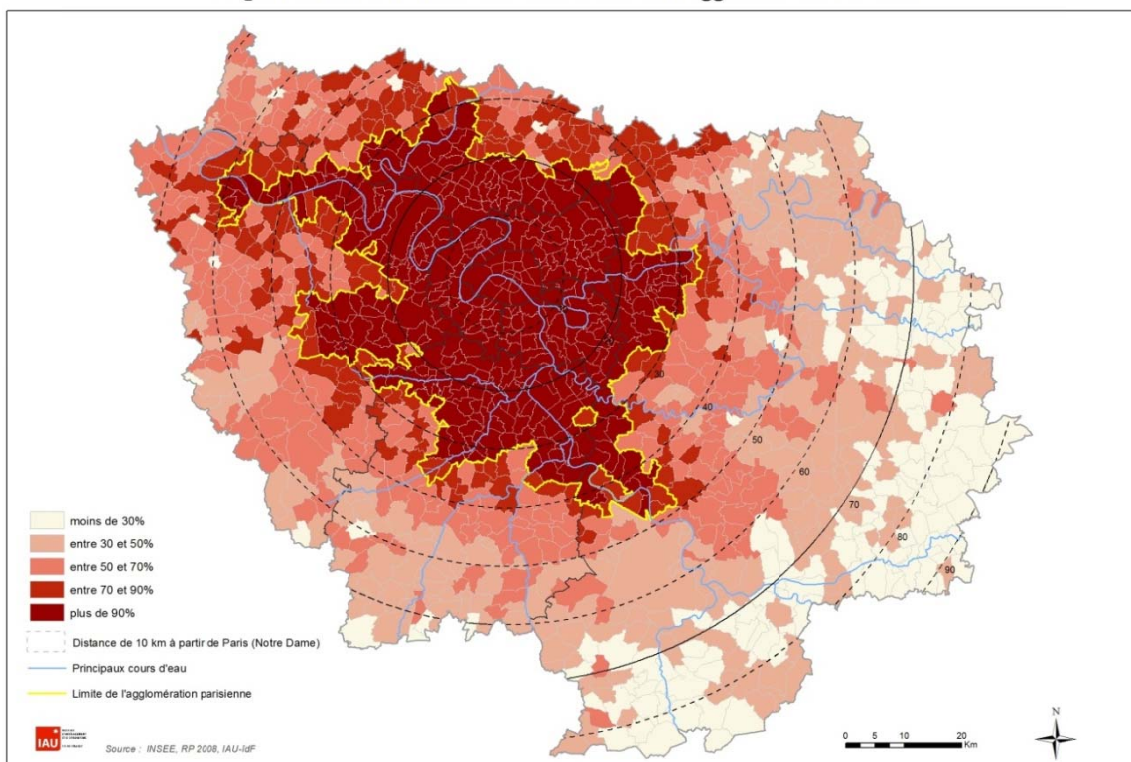 30
40
50
60
70
80
90
moins de 30%
entre 30 et 50%
entre 50 et 70%
entre 70 et 90%
plus de 90%
Distance de 10 km à partir de Paris (Notre Dame)
Principaux cours d'eau
Limite de l'agglomération parisienne
IAU
Source : INSEE, RP 2008, IAU-IdF
0 5 10 20
Km
N